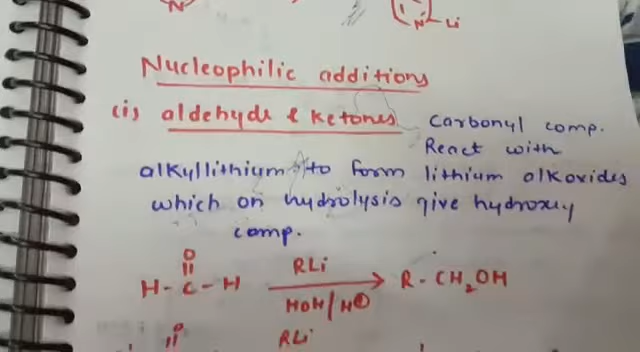 N
N-Li
Nucleophilic additions
(i) aldehyde & ketones Carbonyl comp.
React with
alkyllithium to form lithium alkoxides
which on hydrolysis give hydroxy
comp.
O
H-C-H RLi R-CH2OH
HOH/H⊕
O
RLi